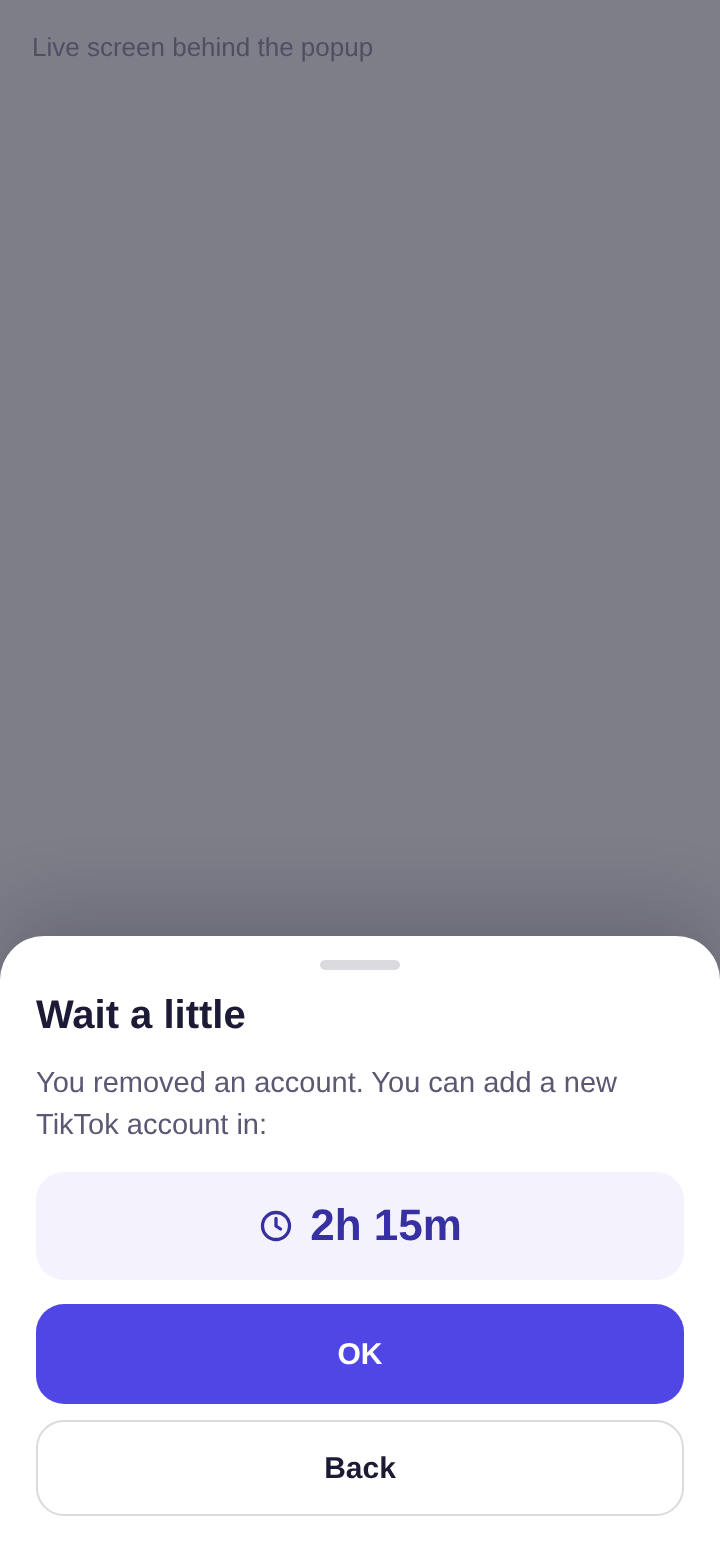 Live screen behind the popup
Wait a little
You removed an account. You can add a new
TikTok account in:
2h 15m
OK
Back